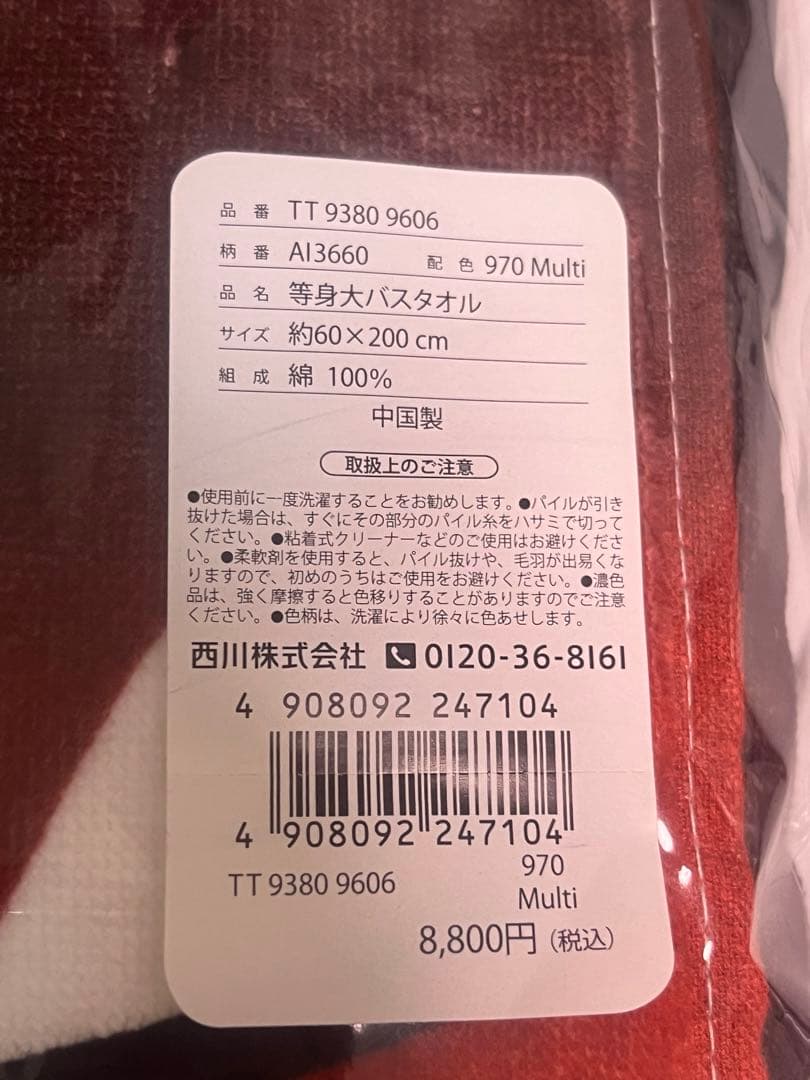 品番 TT 9380 9606
柄番 AI3660 配色 970 Multi
品名 等身大バスタオル
サイズ 約60×200 cm
組成 綿 100%
中国製
取扱上のご注意
●使用前に一度洗濯することをお勧めします。●パイルが引き
抜けた場合は、すぐにその部分のパイル糸をハサミで切って
ください。●粘着式クリーナーなどのご使用はお避けくださ
い。●柔軟剤を使用すると、パイル抜けや、毛羽が出易くな
りますので、初めのうちはご使用をお避けください。●濃色
品は、強く摩擦すると色移りすることがありますのでご注意
ください。●色柄は、洗濯により徐々に色あせします。
西川株式会社 0120-36-8161
4 908092 247104
4 908092 247104
TT 9380 9606 970
Multi
8,800円(税込)